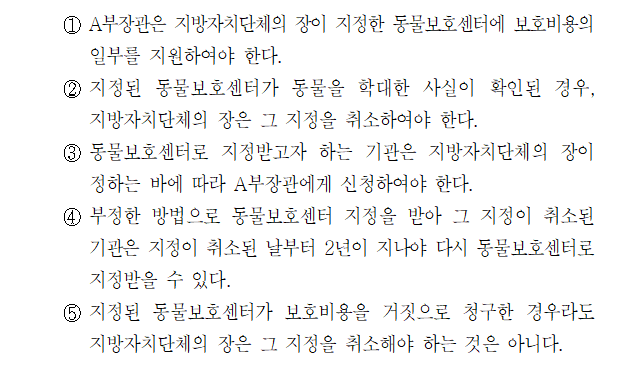 ① A부장관은 지방자치단체의 장이 지정한 동물보호센터에 보호비용의
일부를 지원하여야 한다.
② 지정된 동물보호센터가 동물을 학대한 사실이 확인된 경우,
지방자치단체의 장은 그 지정을 취소하여야 한다.
③ 동물보호센터로 지정받고자 하는 기관은 지방자치단체의 장이
정하는 바에 따라 A부장관에게 신청하여야 한다.
④ 부정한 방법으로 동물보호센터 지정을 받아 그 지정이 취소된
기관은 지정이 취소된 날부터 2년이 지나야 다시 동물보호센터로
지정받을 수 있다.
⑤ 지정된 동물보호센터가 보호비용을 거짓으로 청구한 경우라도
지방자치단체의 장은 그 지정을 취소해야 하는 것은 아니다.